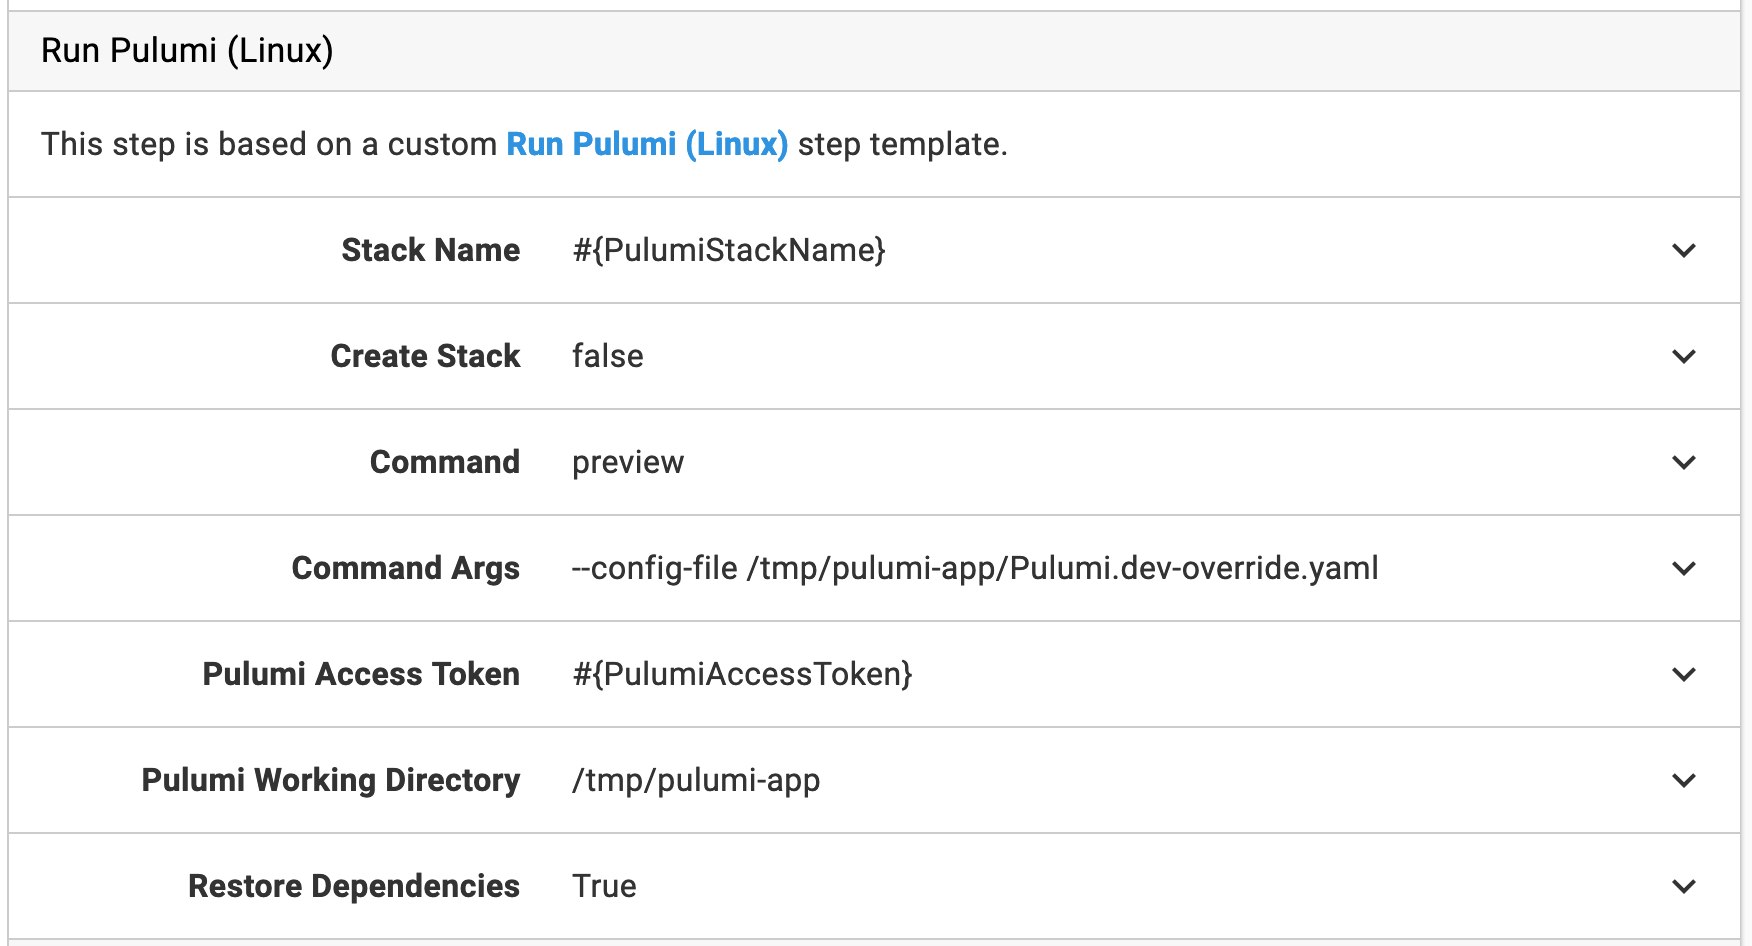 Run Pulumi (Linux)
This step is based on a custom Run Pulumi (Linux) step template.
Stack Name #{PulumiStackName}
Create Stack false
Command preview
Command Args --config-file /tmp/pulumi-app/Pulumi.dev-override.yaml
Pulumi Access Token #{PulumiAccessToken}
Pulumi Working Directory /tmp/pulumi-app
Restore Dependencies True